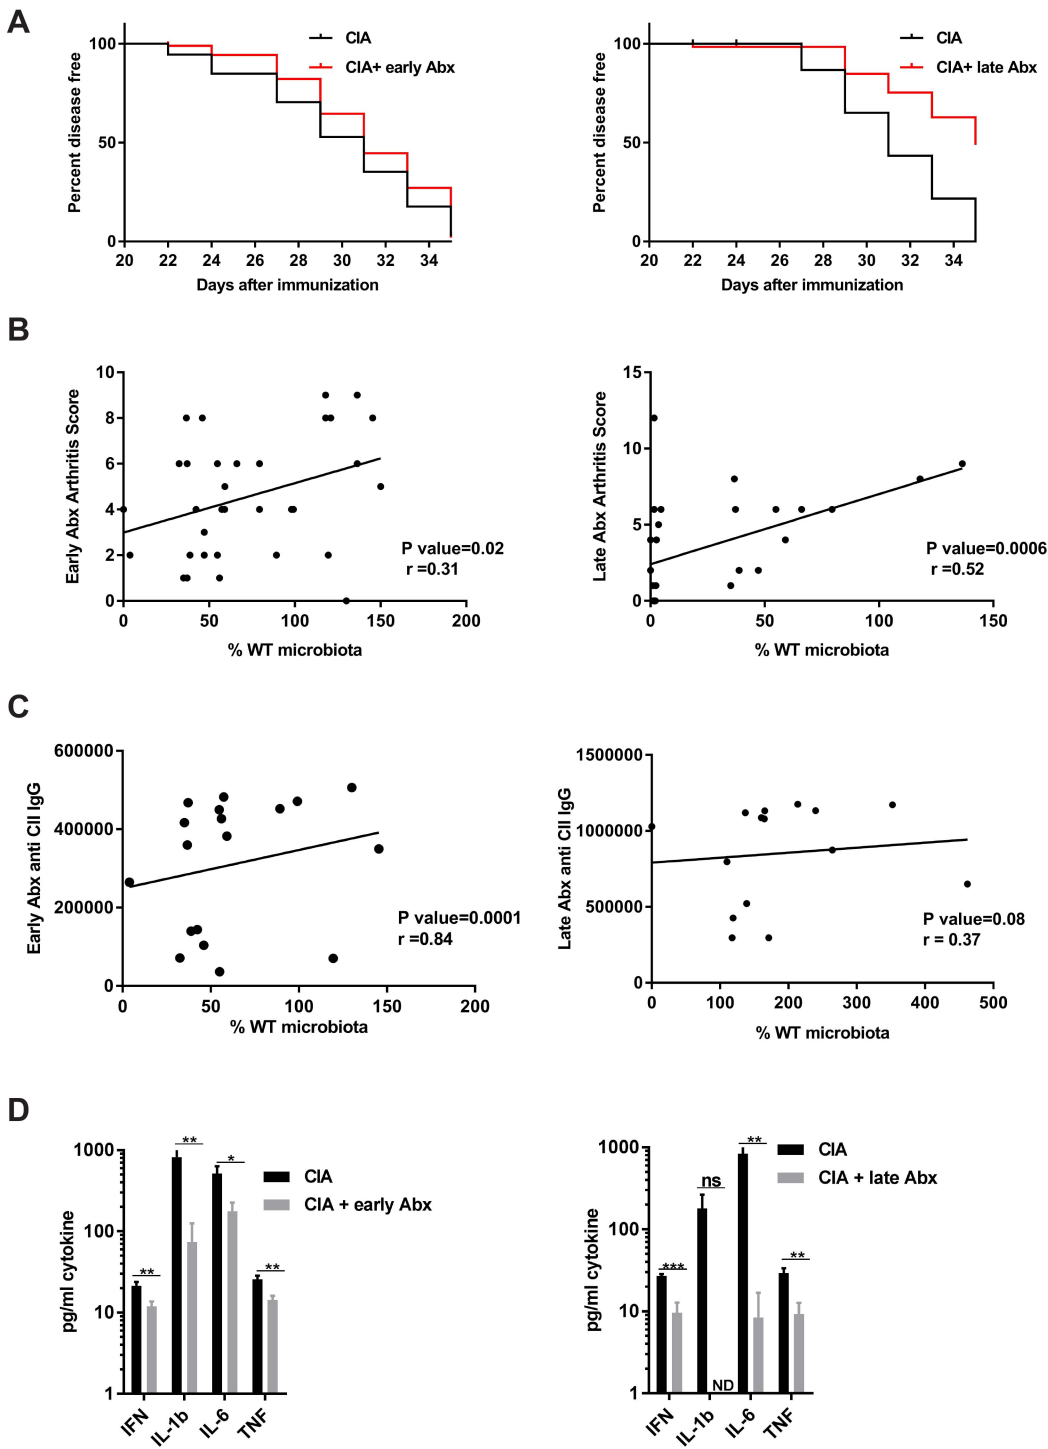 A
CIA
CIA+ early Abx
Percent disease free
100
50
0
20 22 24 26 28 30 32 34
Days after immunization
CIA
CIA+ late Abx
Percent disease free
100
50
0
20 22 24 26 28 30 32 34
Days after immunization
B
Early Abx Arthritis Score
10
8
6
4
2
0
P value=0.02
r =0.31
0 50 100 150 200
% WT microbiota
Late Abx Arthritis Score
15
10
5
0
P value=0.0006
r =0.52
0 50 100 150
% WT microbiota
C
Early Abx anti CII IgG
600000
400000
200000
0
P value=0.0001
r =0.84
0 50 100 150 200
% WT microbiota
Late Abx anti CII IgG
1500000
1000000
500000
0
P value=0.08
r = 0.37
0 100 200 300 400 500
% WT microbiota
D
pg/ml cytokine
1000
100
10
1
** ** * **
CIA
CIA + early Abx
IFN IL-1b IL-6 TNF
pg/ml cytokine
1000
100
10
1
*** ns ** **
ND
CIA
CIA + late Abx
IFN IL-1b IL-6 TNF